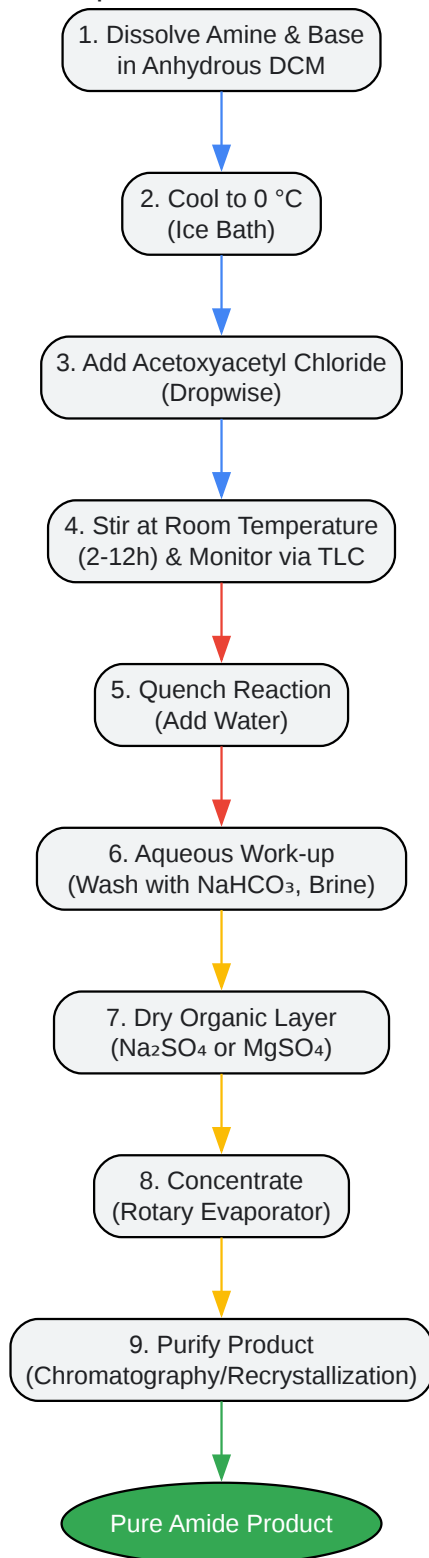 1. Dissolve Amine & Base
in Anhydrous DCM
2. Cool to 0 °C
(Ice Bath)
3. Add Acetoxyacetyl Chloride
(Dropwise)
4. Stir at Room Temperature
(2-12h) & Monitor via TLC
5. Quench Reaction
(Add Water)
6. Aqueous Work-up
(Wash with NaHCO₃, Brine)
7. Dry Organic Layer
(Na₂SO₄ or MgSO₄)
8. Concentrate
(Rotary Evaporator)
9. Purify Product
(Chromatography/Recrystallization)
Pure Amide Product